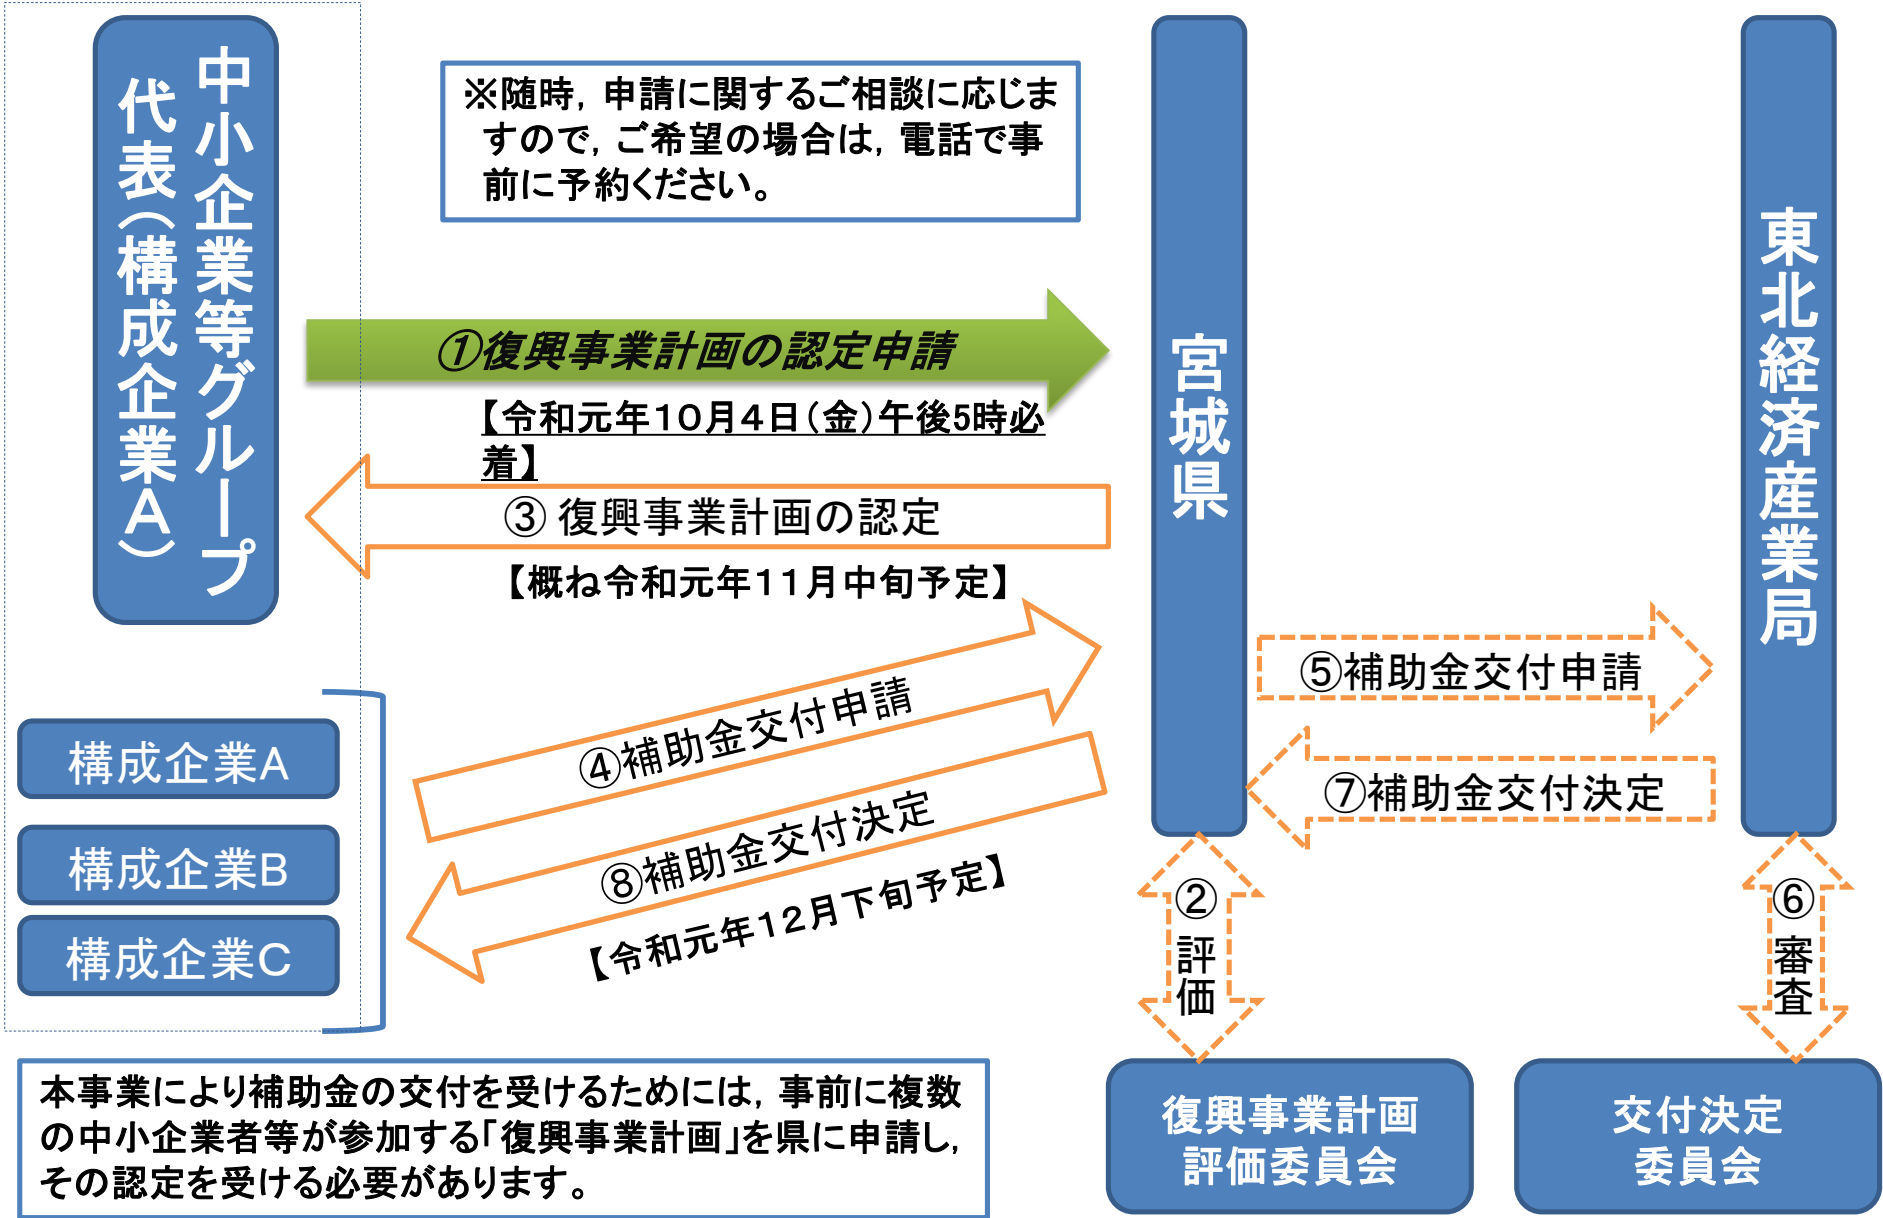 中小企業等グループ
代表（構成企業A）
※随時，申請に関するご相談に応じま
すので，ご希望の場合は，電話で事
前に予約ください。
宮城県
東北経済産業局
①復興事業計画の認定申請
【令和元年１０月４日（金）午後5時必
着】
③ 復興事業計画の認定
【概ね令和元年１１月中旬予定】
④補助金交付申請
⑤補助金交付申請
⑦補助金交付決定
⑧補助金交付決定
【令和元年１２月下旬予定】
構成企業A
構成企業B
構成企業C
②
評
価
⑥
審
査
本事業により補助金の交付を受けるためには，事前に複数
の中小企業者等が参加する「復興事業計画」を県に申請し，
その認定を受ける必要があります。
復興事業計画
評価委員会
交付決定
委員会